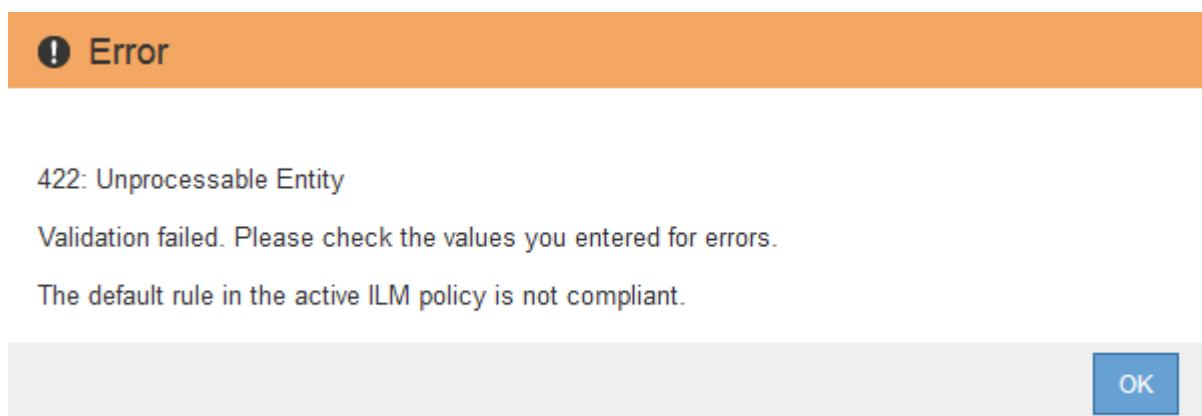 Error
422: Unprocessable Entity
Validation failed. Please check the values you entered for errors.
The default rule in the active ILM policy is not compliant.
OK